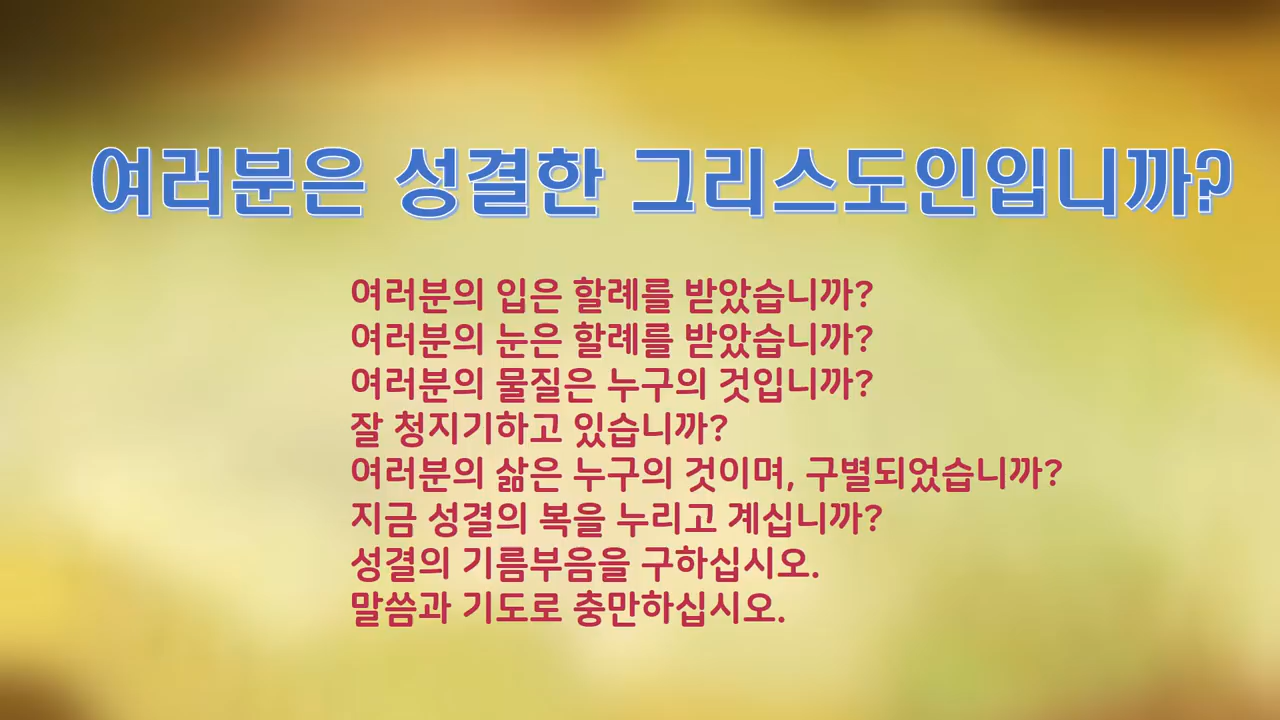 여러분은 성결한 그리스도인입니까?
여러분의 입은 할례를 받았습니까?
여러분의 눈은 할례를 받았습니까?
여러분의 물질은 누구의 것입니까?
잘 청지기하고 있습니까?
여러분의 삶은 누구의 것이며, 구별되었습니까?
지금 성결의 복을 누리고 계십니까?
성결의 기름부음을 구하십시오.
말씀과 기도로 충만하십시오.